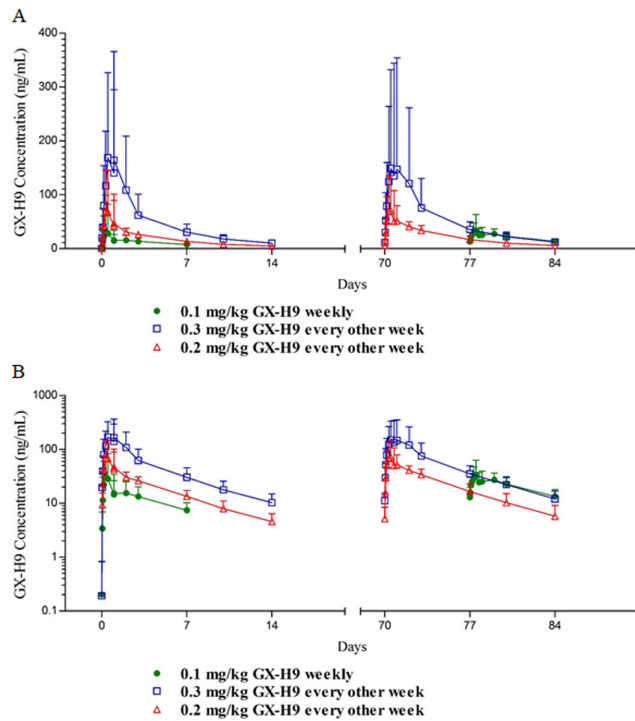 A
GX-H9 Concentration (ng/mL)
400
300
200
100
0
0 7 14 70 77 84
Days
0.1 mg/kg GX-H9 weekly
0.3 mg/kg GX-H9 every other week
0.2 mg/kg GX-H9 every other week
B
GX-H9 Concentration (ng/mL)
1000
100
10
1
0.1
0 7 14 70 77 84
Days
0.1 mg/kg GX-H9 weekly
0.3 mg/kg GX-H9 every other week
0.2 mg/kg GX-H9 every other week